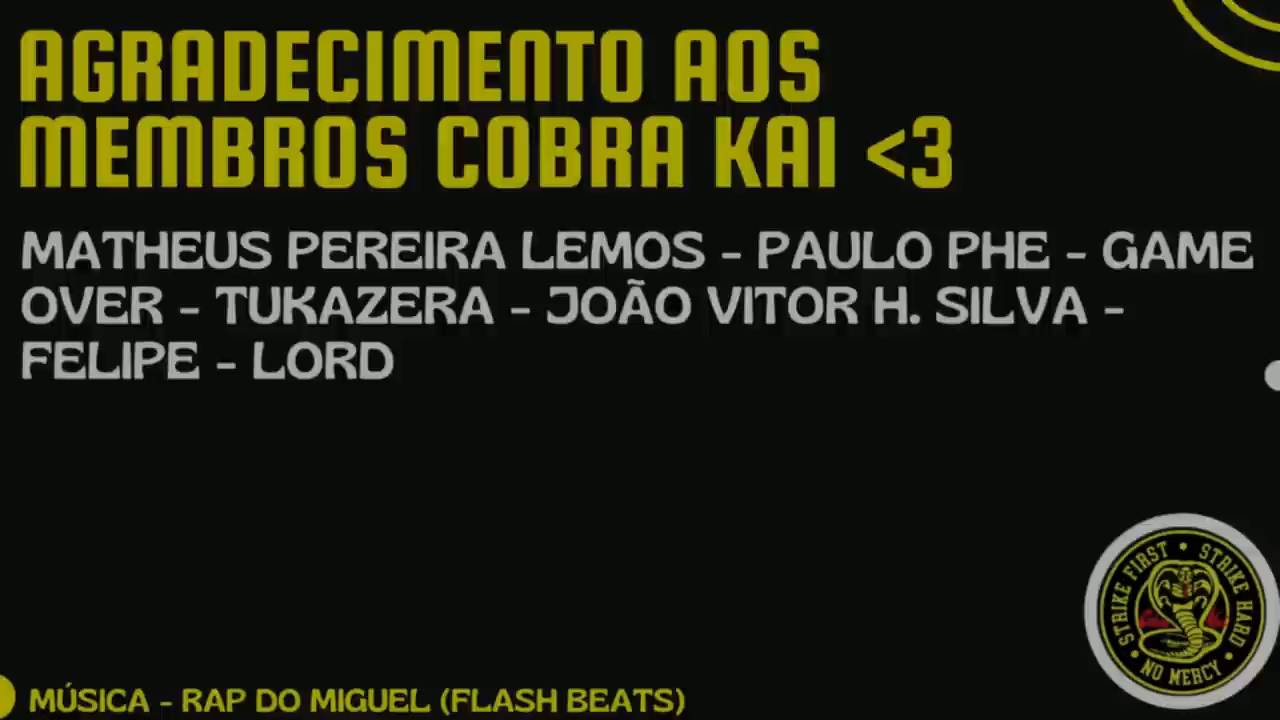 AGRADECIMENTO AOS
MEMBROS COBRA KAI <3
MATHEUS PEREIRA LEMOS - PAULO PHE - GAME
OVER - TUKAZERA - JOÃO VITOR H. SILVA -
FELIPE - LORD
STRIKE FIRST • STRIKE HARD • NO MERCY •
MÚSICA - RAP DO MIGUEL (FLASH BEATS)